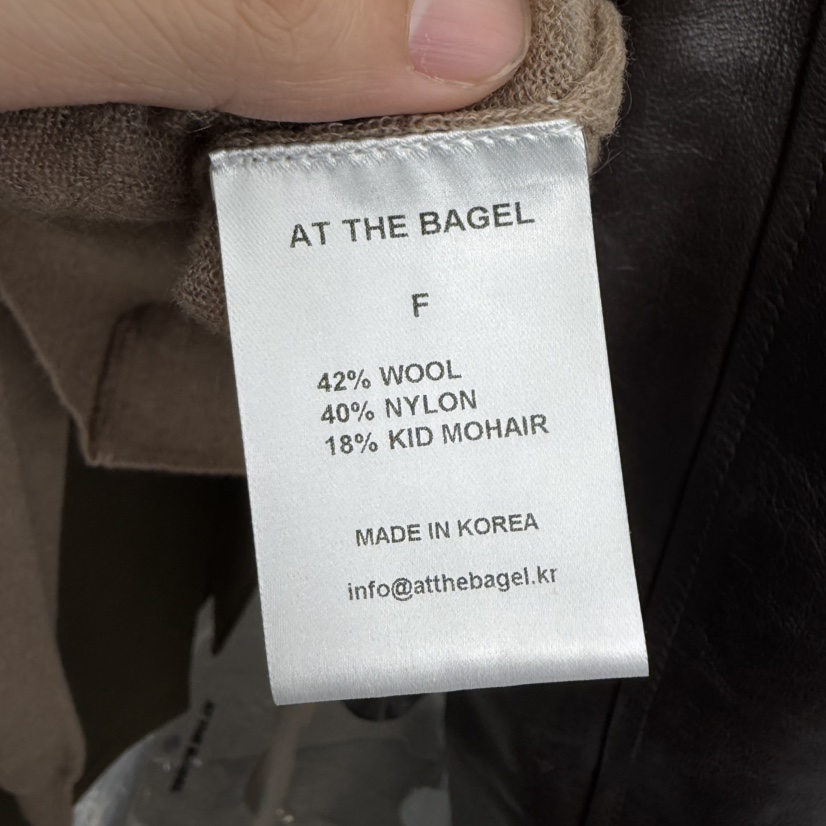 AT THE BAGEL
F
42% WOOL
40% NYLON
18% KID MOHAIR
MADE IN KOREA
info@atthebagel.kr